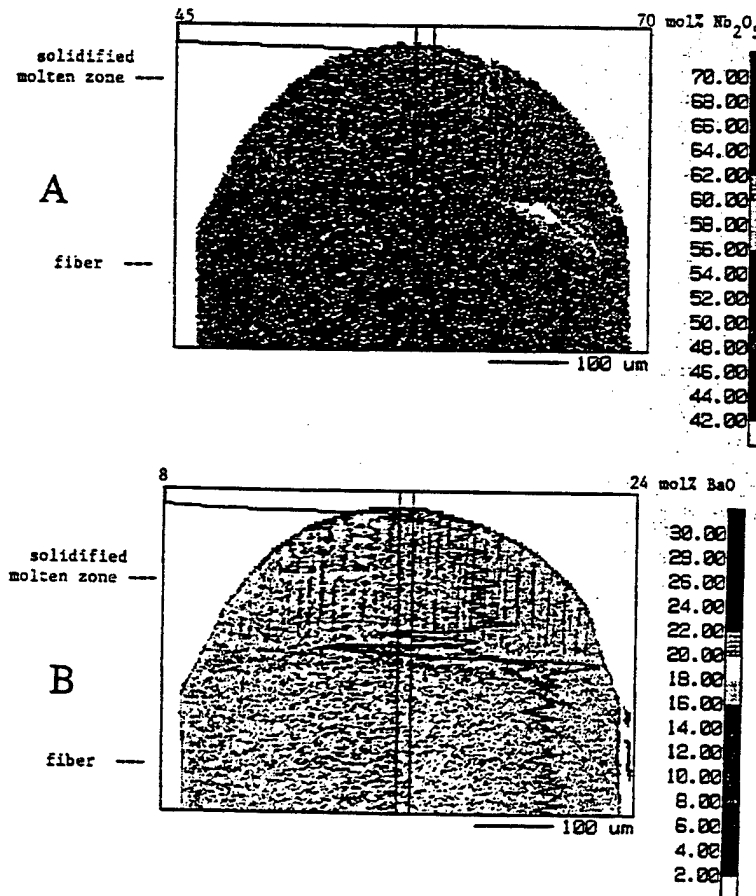 45
70 mol% Nb2O5
solidified
molten zone
A
fiber
70.00
68.00
66.00
64.00
62.00
60.00
58.00
56.00
54.00
52.00
50.00
48.00
46.00
44.00
42.00
100 um
8
24 mol% BaO
solidified
molten zone
B
fiber
30.00
28.00
26.00
24.00
22.00
20.00
18.00
16.00
14.00
12.00
10.00
8.00
6.00
4.00
2.00
100 um